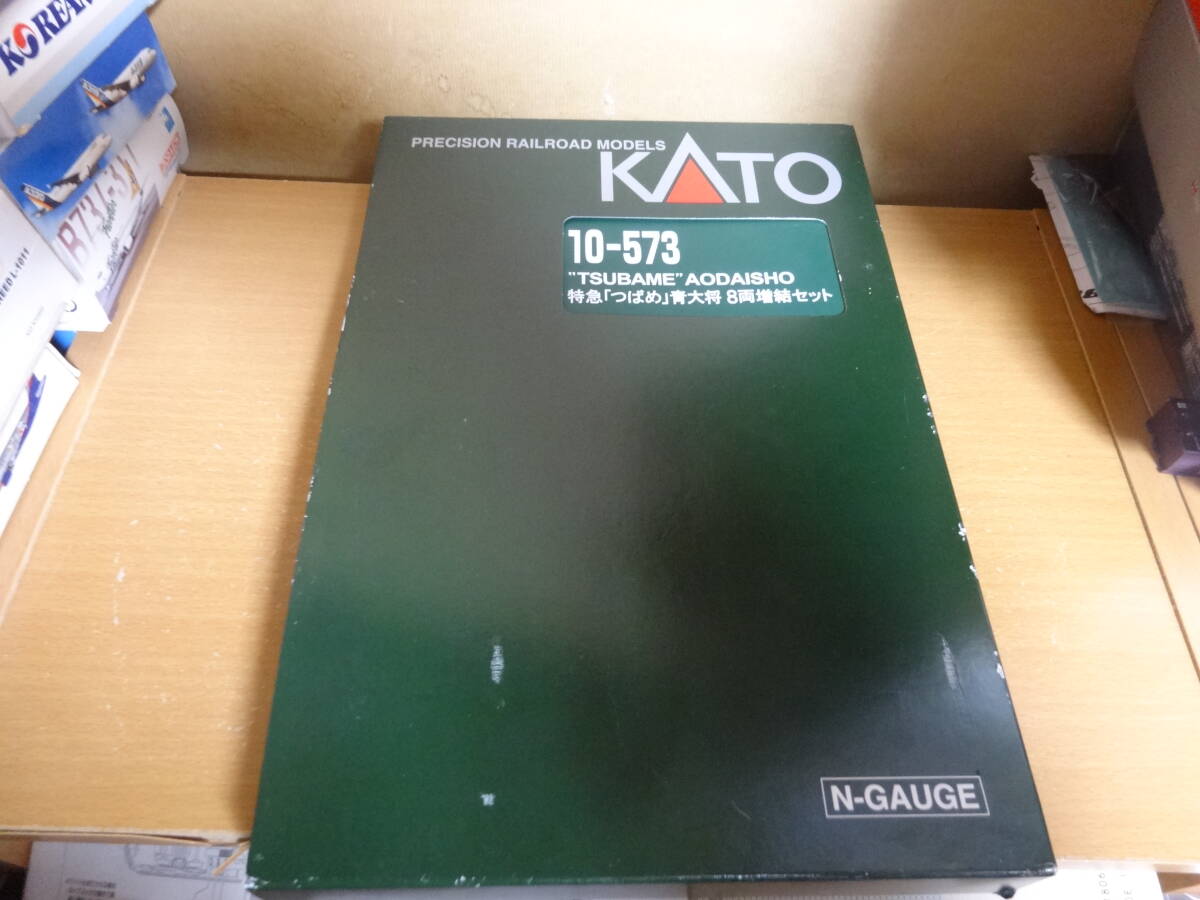 PRECISION RAILROAD MODELS
KATO
10-573
"TSUBAME" AODAISHO
特急「つばめ」青大将 8両増結セット
N-GAUGE
KOREAN